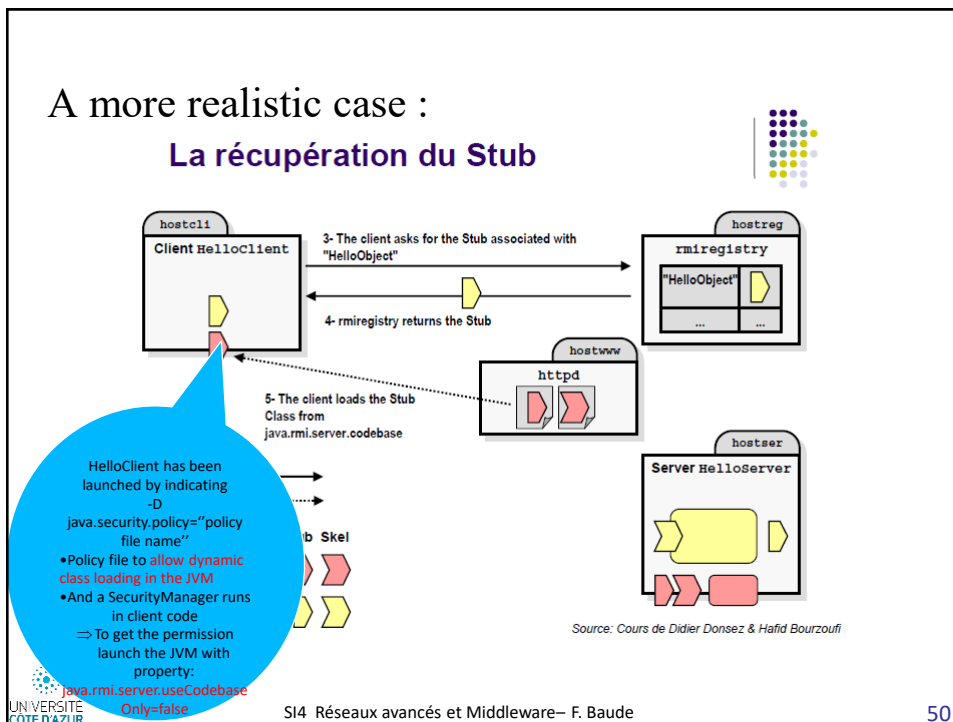 A more realistic case :
La récupération du Stub
hostcli
Client HelloClient
3- The client asks for the Stub associated with
"HelloObject"
4- rmiregistry returns the Stub
hostreg
rmiregistry
"HelloObject"
... ...
hostwww
httpd
5- The client loads the Stub
Class from
java.rmi.server.codebase
hostser
Server HelloServer
HelloClient has been
launched by indicating
-D
java.security.policy=“policy
file name’’
•Policy file to allow dynamic
class loading in the JVM
•And a SecurityManager runs
in client code
⇒To get the permission
launch the JVM with
property:
java.rmi.server.useCodebase
Only=false
Skel
Source: Cours de Didier Donsez & Hafid Bourzoufi
UNIVERSITÉ
CÔTE D'AZUR
SI4 Réseaux avancés et Middleware– F. Baude
50